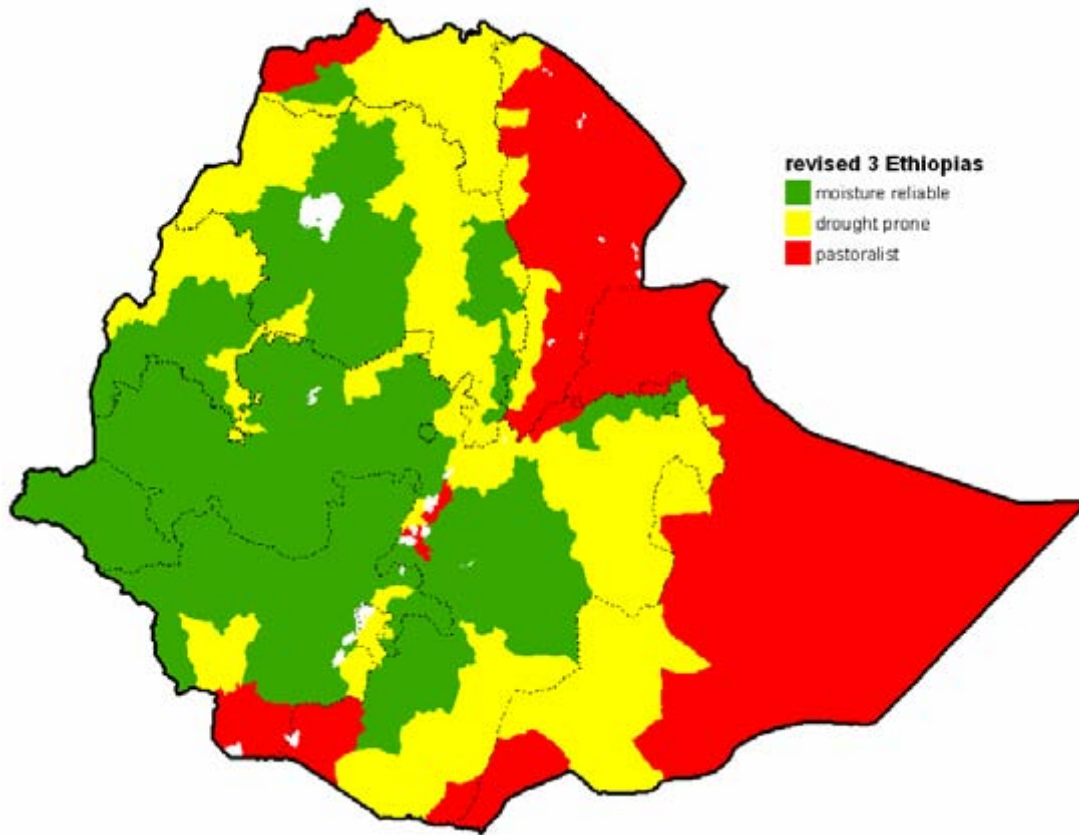 revised 3 Ethiopias
moisture reliable
drought prone
pastoralist